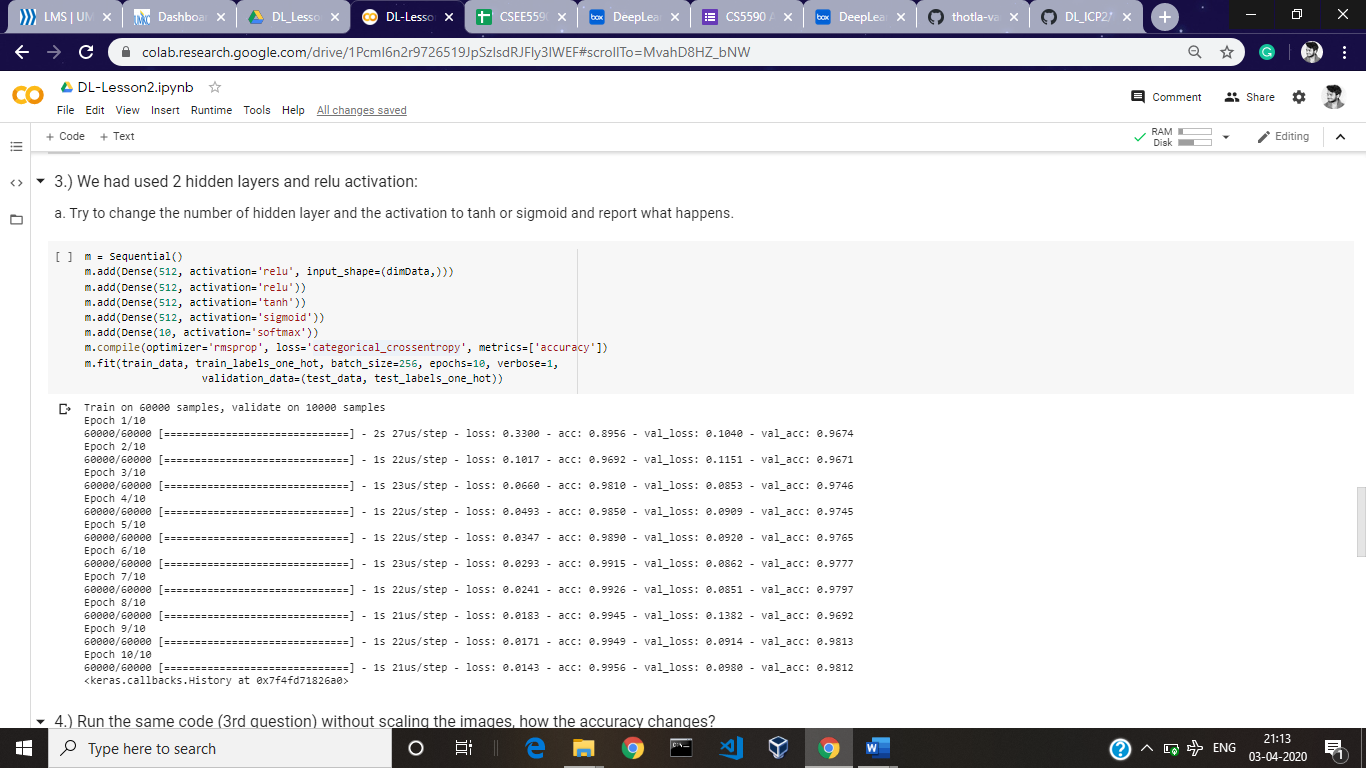 LMS | UM
Dashboa
DL_Lesso
DL-Lesso
CSEE559
DeepLea
CS5590 A
DeepLea
thotla-va
DL_ICP2/
colab.research.google.com/drive/1PcmI6n2r9726519JpSzIsdRJFly3lWEF#scrollTo=MvahD8HZ_bNW
DL-Lesson2.ipynb
File Edit View Insert Runtime Tools Help All changes saved
Comment Share
+ Code + Text
RAM
Disk
Editing
3.) We had used 2 hidden layers and relu activation:
a. Try to change the number of hidden layer and the activation to tanh or sigmoid and report what happens.
[ ] m = Sequential()
m.add(Dense(512, activation='relu', input_shape=(dimData,)))
m.add(Dense(512, activation='relu'))
m.add(Dense(512, activation='tanh'))
m.add(Dense(512, activation='sigmoid'))
m.add(Dense(10, activation='softmax'))
m.compile(optimizer='rmsprop', loss='categorical_crossentropy', metrics=['accuracy'])
m.fit(train_data, train_labels_one_hot, batch_size=256, epochs=10, verbose=1,
validation_data=(test_data, test_labels_one_hot))
Train on 60000 samples, validate on 10000 samples
Epoch 1/10
60000/60000 [==============================] - 2s 27us/step - loss: 0.3300 - acc: 0.8956 - val_loss: 0.1040 - val_acc: 0.9674
Epoch 2/10
60000/60000 [==============================] - 1s 22us/step - loss: 0.1017 - acc: 0.9692 - val_loss: 0.1151 - val_acc: 0.9671
Epoch 3/10
60000/60000 [==============================] - 1s 23us/step - loss: 0.0660 - acc: 0.9810 - val_loss: 0.0853 - val_acc: 0.9746
Epoch 4/10
60000/60000 [==============================] - 1s 22us/step - loss: 0.0493 - acc: 0.9850 - val_loss: 0.0909 - val_acc: 0.9745
Epoch 5/10
60000/60000 [==============================] - 1s 22us/step - loss: 0.0347 - acc: 0.9890 - val_loss: 0.0920 - val_acc: 0.9765
Epoch 6/10
60000/60000 [==============================] - 1s 23us/step - loss: 0.0293 - acc: 0.9915 - val_loss: 0.0862 - val_acc: 0.9777
Epoch 7/10
60000/60000 [==============================] - 1s 22us/step - loss: 0.0241 - acc: 0.9926 - val_loss: 0.0851 - val_acc: 0.9797
Epoch 8/10
60000/60000 [==============================] - 1s 21us/step - loss: 0.0183 - acc: 0.9945 - val_loss: 0.1382 - val_acc: 0.9692
Epoch 9/10
60000/60000 [==============================] - 1s 22us/step - loss: 0.0171 - acc: 0.9949 - val_loss: 0.0914 - val_acc: 0.9813
Epoch 10/10
60000/60000 [==============================] - 1s 21us/step - loss: 0.0143 - acc: 0.9956 - val_loss: 0.0980 - val_acc: 0.9812
<keras.callbacks.History at 0x7f4fd71826a0>
4.) Run the same code (3rd question) without scaling the images, how the accuracy changes?
Type here to search
ENG
21:13
03-04-2020
1